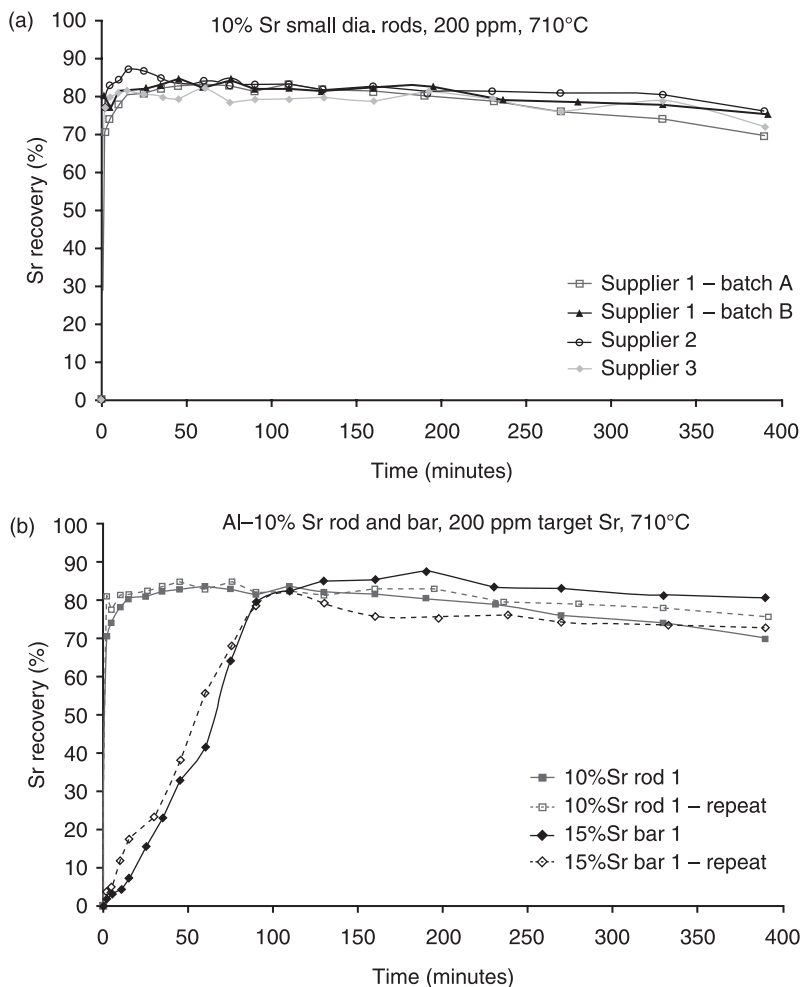 (a)
10% Sr small dia. rods, 200 ppm, 710°C
100
90
80
70
60
50
40
30
20
10
0
Sr recovery (%)
Supplier 1 – batch A
Supplier 1 – batch B
Supplier 2
Supplier 3
0 50 100 150 200 250 300 350 400
Time (minutes)
(b)
Al–10% Sr rod and bar, 200 ppm target Sr, 710°C
100
90
80
70
60
50
40
30
20
10
0
Sr recovery (%)
10%Sr rod 1
10%Sr rod 1 – repeat
15%Sr bar 1
15%Sr bar 1 – repeat
0 50 100 150 200 250 300 350 400
Time (minutes)